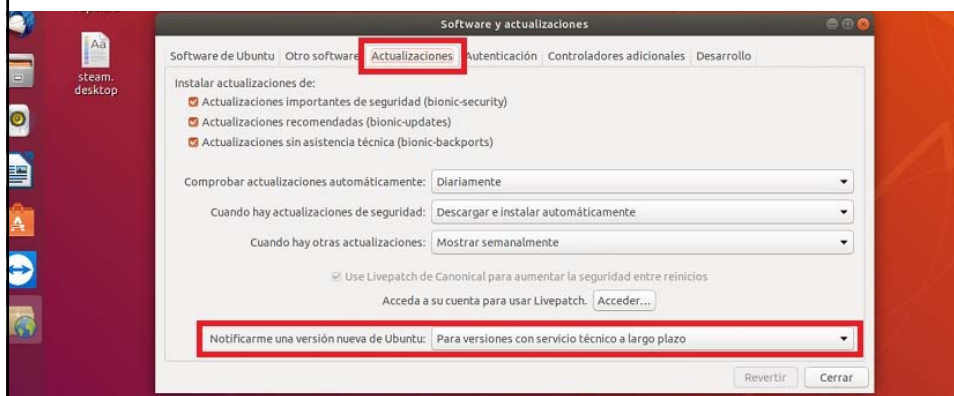 Software y actualizaciones
Aa
steam.
desktop
Software de Ubuntu Otro software Actualizaciones Autenticación Controladores adicionales Desarrollo
Instalar actualizaciones de:
Actualizaciones importantes de seguridad (bionic-security)
Actualizaciones recomendadas (bionic-updates)
Actualizaciones sin asistencia técnica (bionic-backports)
Comprobar actualizaciones automáticamente: Diariamente
Cuando hay actualizaciones de seguridad: Descargar e instalar automáticamente
Cuando hay otras actualizaciones: Mostrar semanalmente
Use Livepatch de Canonical para aumentar la seguridad entre reinicios
Acceda a su cuenta para usar Livepatch. Acceder...
Notificarme una versión nueva de Ubuntu: Para versiones con servicio técnico a largo plazo
Revertir Cerrar